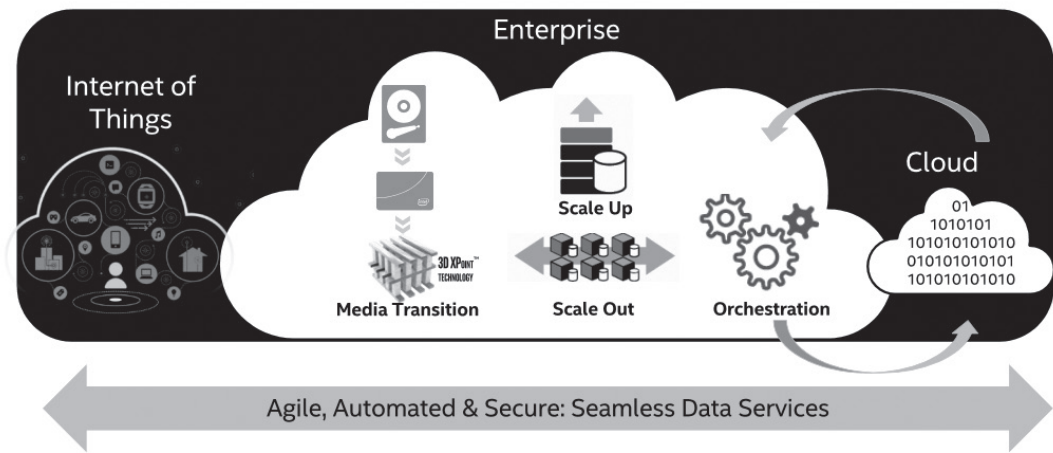 Enterprise
Internet of
Things
Cloud
01
1010101
101010101010
010101010101
101010101010
Scale Up
3D XPOINT™
TECHNOLOGY
Media Transition
Scale Out
Orchestration
Agile, Automated & Secure: Seamless Data Services